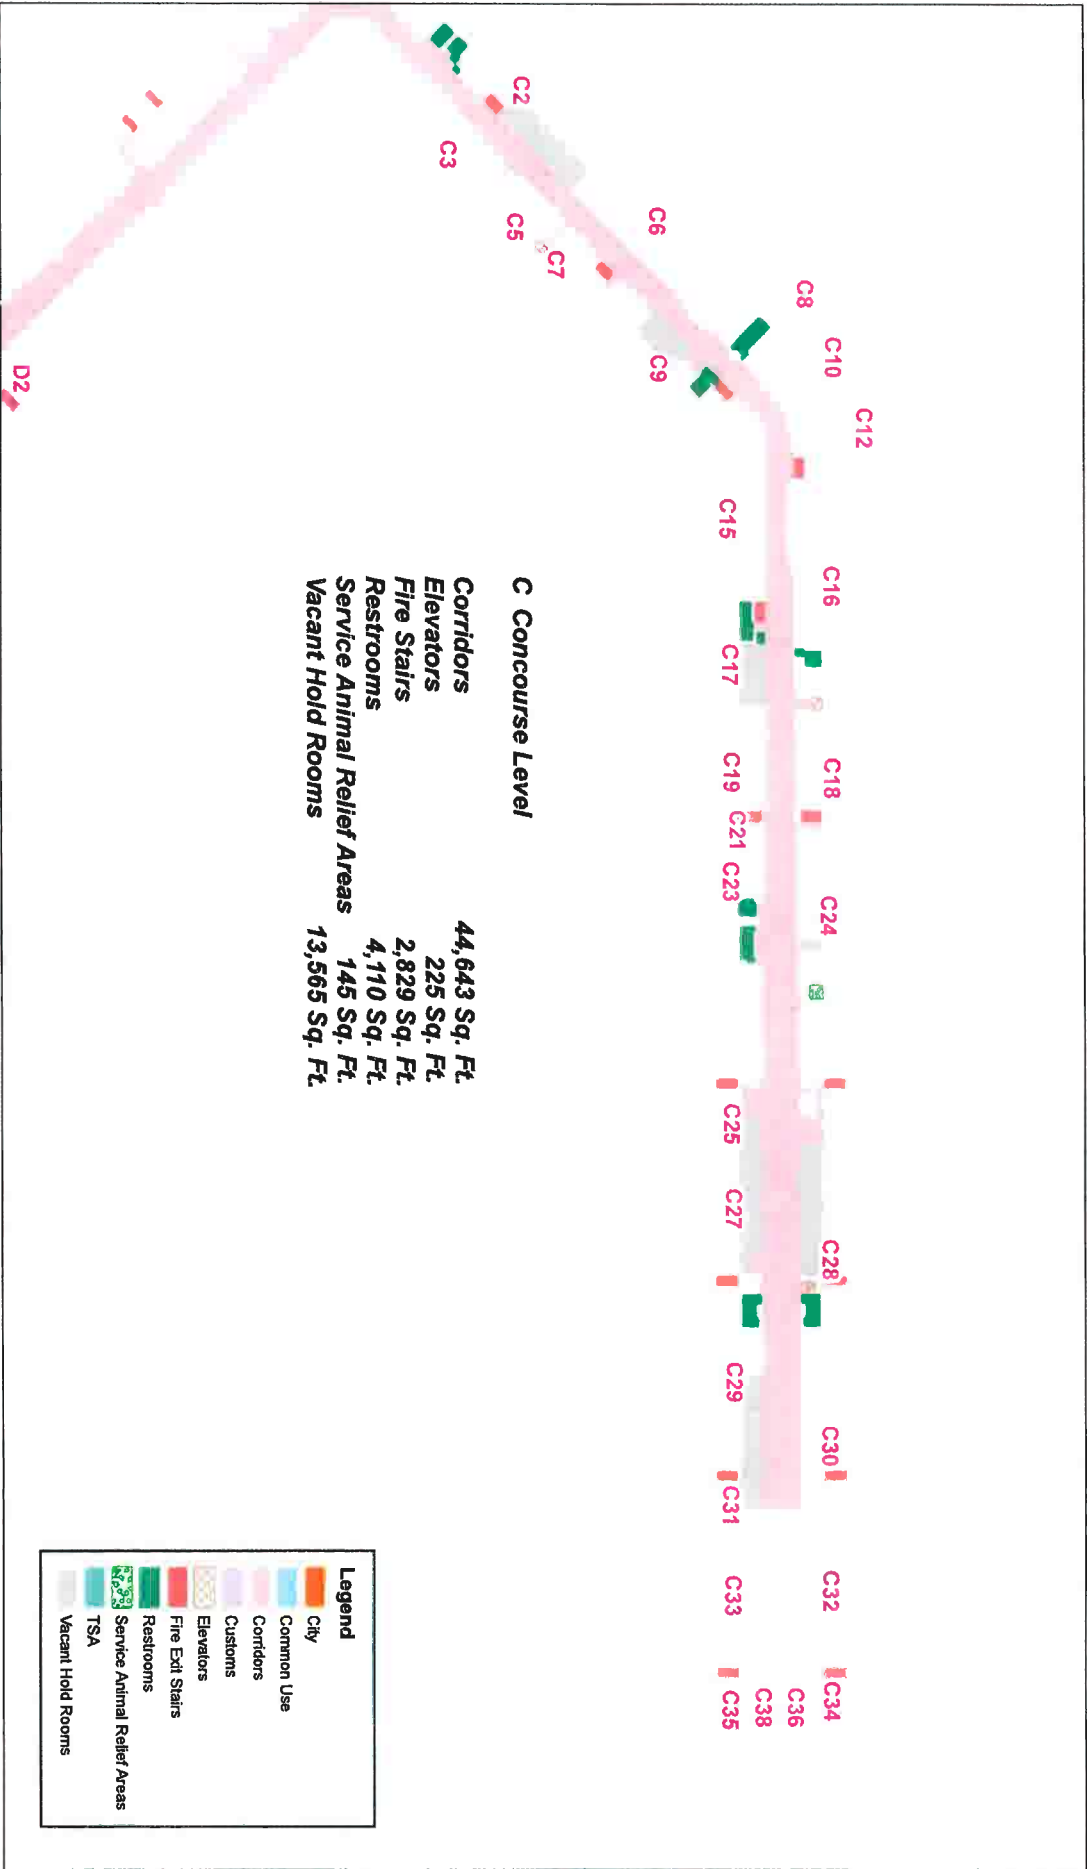 C2
C3
C5
C7
C6
C8
C9
C10
C12
C15
C16
C17
C18
C19
C21
C23
C24
C25
C27
C28
C29
C30
C31
C32
C33
C34
C36
C38
C35
D2
C Concourse Level
Corridors 44,643 Sq. Ft.
Elevators 225 Sq. Ft.
Fire Stairs 2,829 Sq. Ft.
Restrooms 4,110 Sq. Ft.
Service Animal Relief Areas 145 Sq. Ft.
Vacant Hold Rooms 13,565 Sq. Ft.
Legend
City
Common Use
Corridors
Customs
Elevators
Fire Exit Stairs
Restrooms
Service Animal Relief Areas
TSA
Vacant Hold Rooms